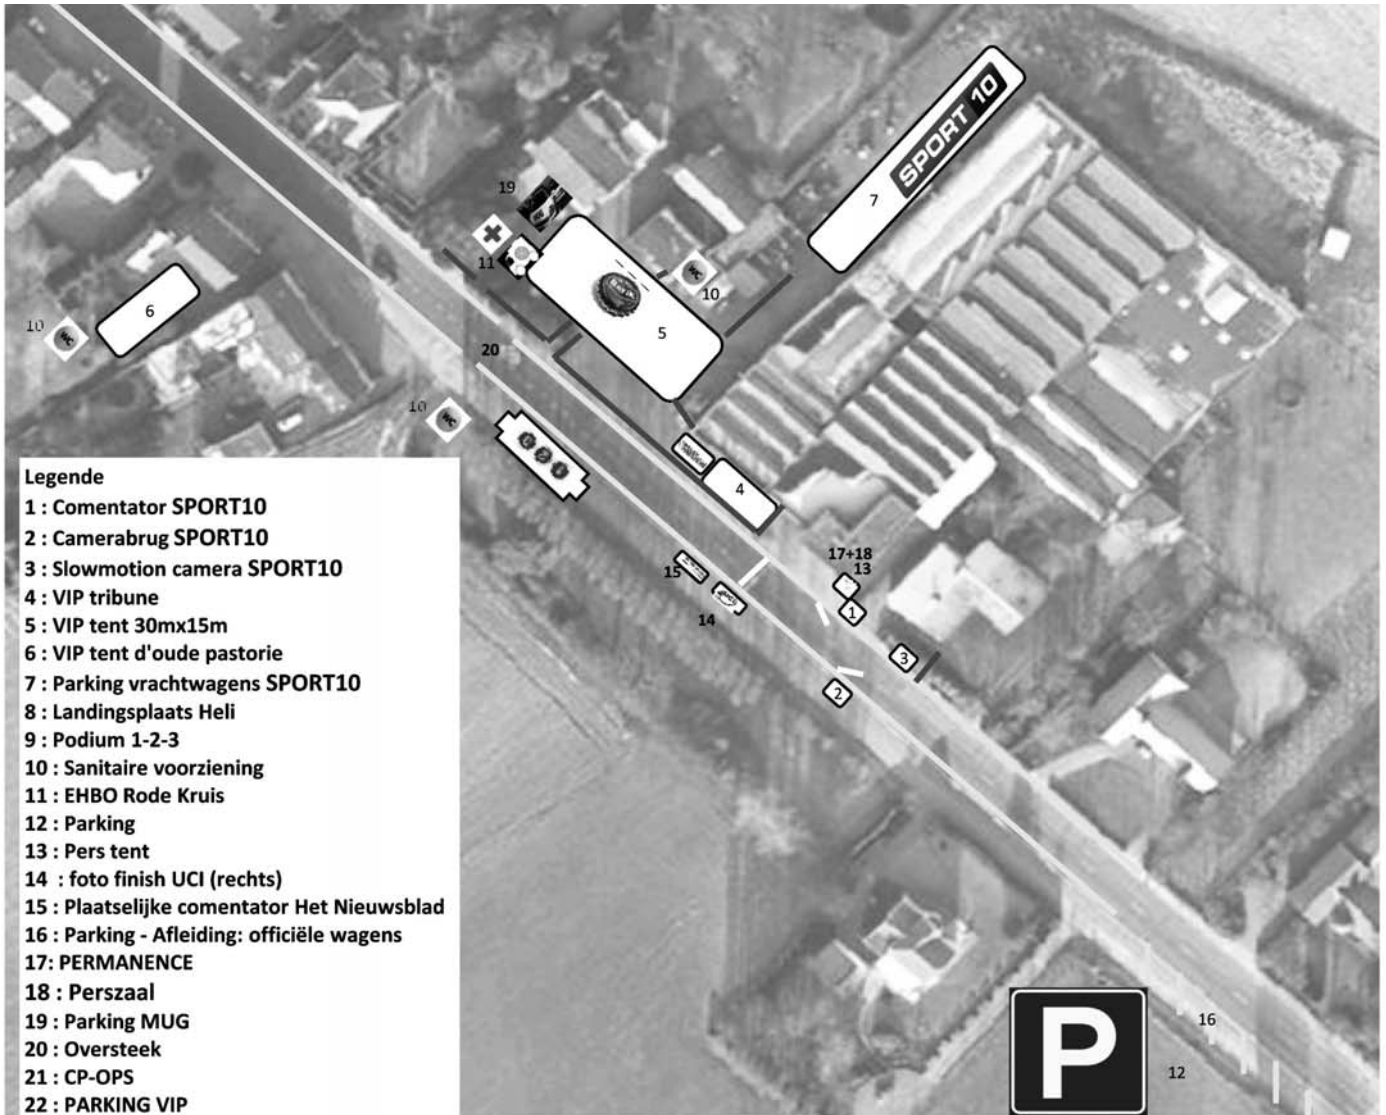 SPORT 10
7
19
11
10
5
6
WC
10
WC
20
10
WC
4
17+18
13
15
1
14
3
2
Legende
1 : Comentator SPORT10
2 : Camerabrug SPORT10
3 : Slowmotion camera SPORT10
4 : VIP tribune
5 : VIP tent 30mx15m
6 : VIP tent d'oude pastorie
7 : Parking vrachtwagens SPORT10
8 : Landingsplaats Heli
9 : Podium 1-2-3
10 : Sanitaire voorziening
11 : EHBO Rode Kruis
12 : Parking
13 : Pers tent
14 : foto finish UCI (rechts)
15 : Plaatselijke comentator Het Nieuwsblad
16 : Parking - Afleiding: officiële wagens
17: PERMANENCE
18 : Perszaal
19 : Parking MUG
20 : Oversteek
21 : CP-OPS
22 : PARKING VIP
P
16
12